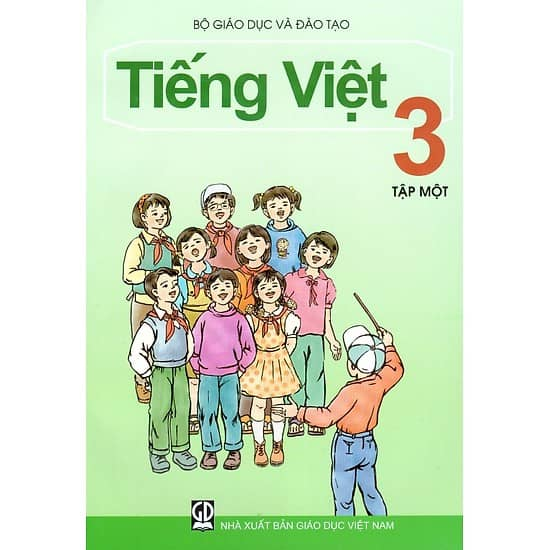 BỘ GIÁO DỤC VÀ ĐÀO TẠO
Tiếng Việt
3
TẬP MỘT
GD
NHÀ XUẤT BẢN GIÁO DỤC VIỆT NAM